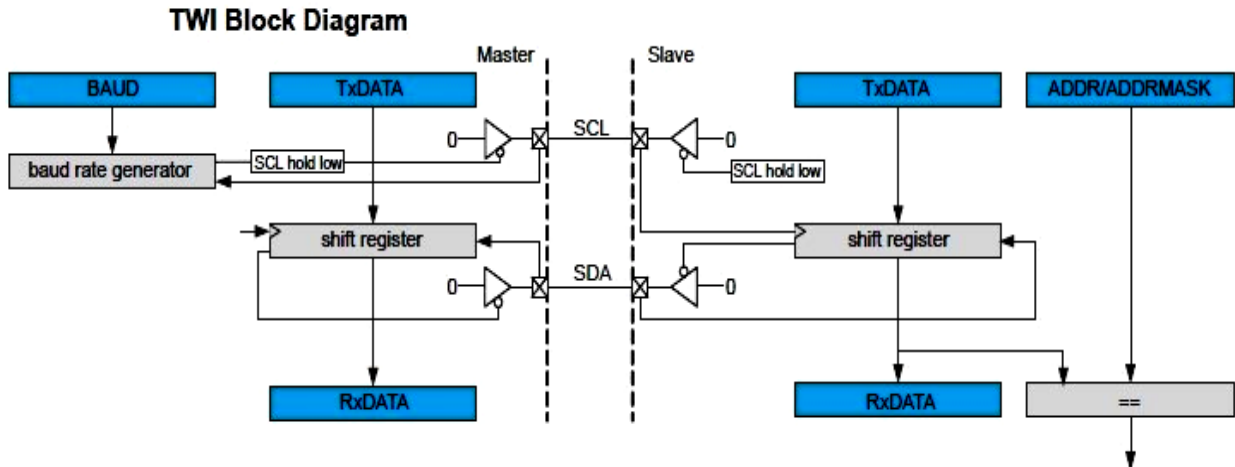 TWI Block Diagram
Master Slave
BAUD TxDATA TxDATA ADDR/ADDRMASK
0 SCL 0
baud rate generator SCL hold low SCL hold low
shift register shift register
0 SDA 0
RxDATA RxDATA ==